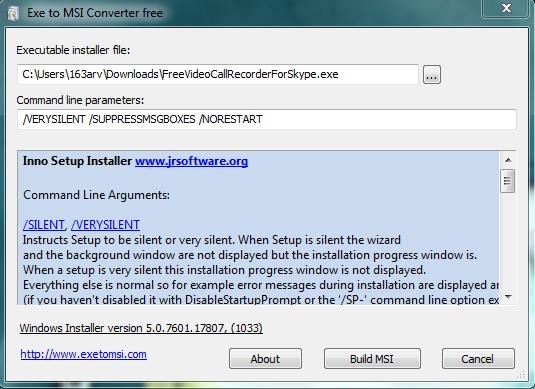 Exe to MSI Converter free
Executable installer file:
C:\Users\163arv\Downloads\FreeVideoCallRecorderForSkype.exe
...
Command line parameters:
/VERYSILENT /SUPPRESSMSGBOXES /NORESTART
Inno Setup Installer www.jrsoftware.org
Command Line Arguments:
/SILENT, /VERYSILENT
Instructs Setup to be silent or very silent. When Setup is silent the wizard
and the background window are not displayed but the installation progress window is.
When a setup is very silent this installation progress window is not displayed.
Everything else is normal so for example error messages during installation are displayed ar
(if you haven't disabled it with DisableStartupPrompt or the '/SP-' command line option ex
Windows Installer version 5.0.7601.17807, (1033)
http://www.exetomsi.com
About
Build MSI
Cancel